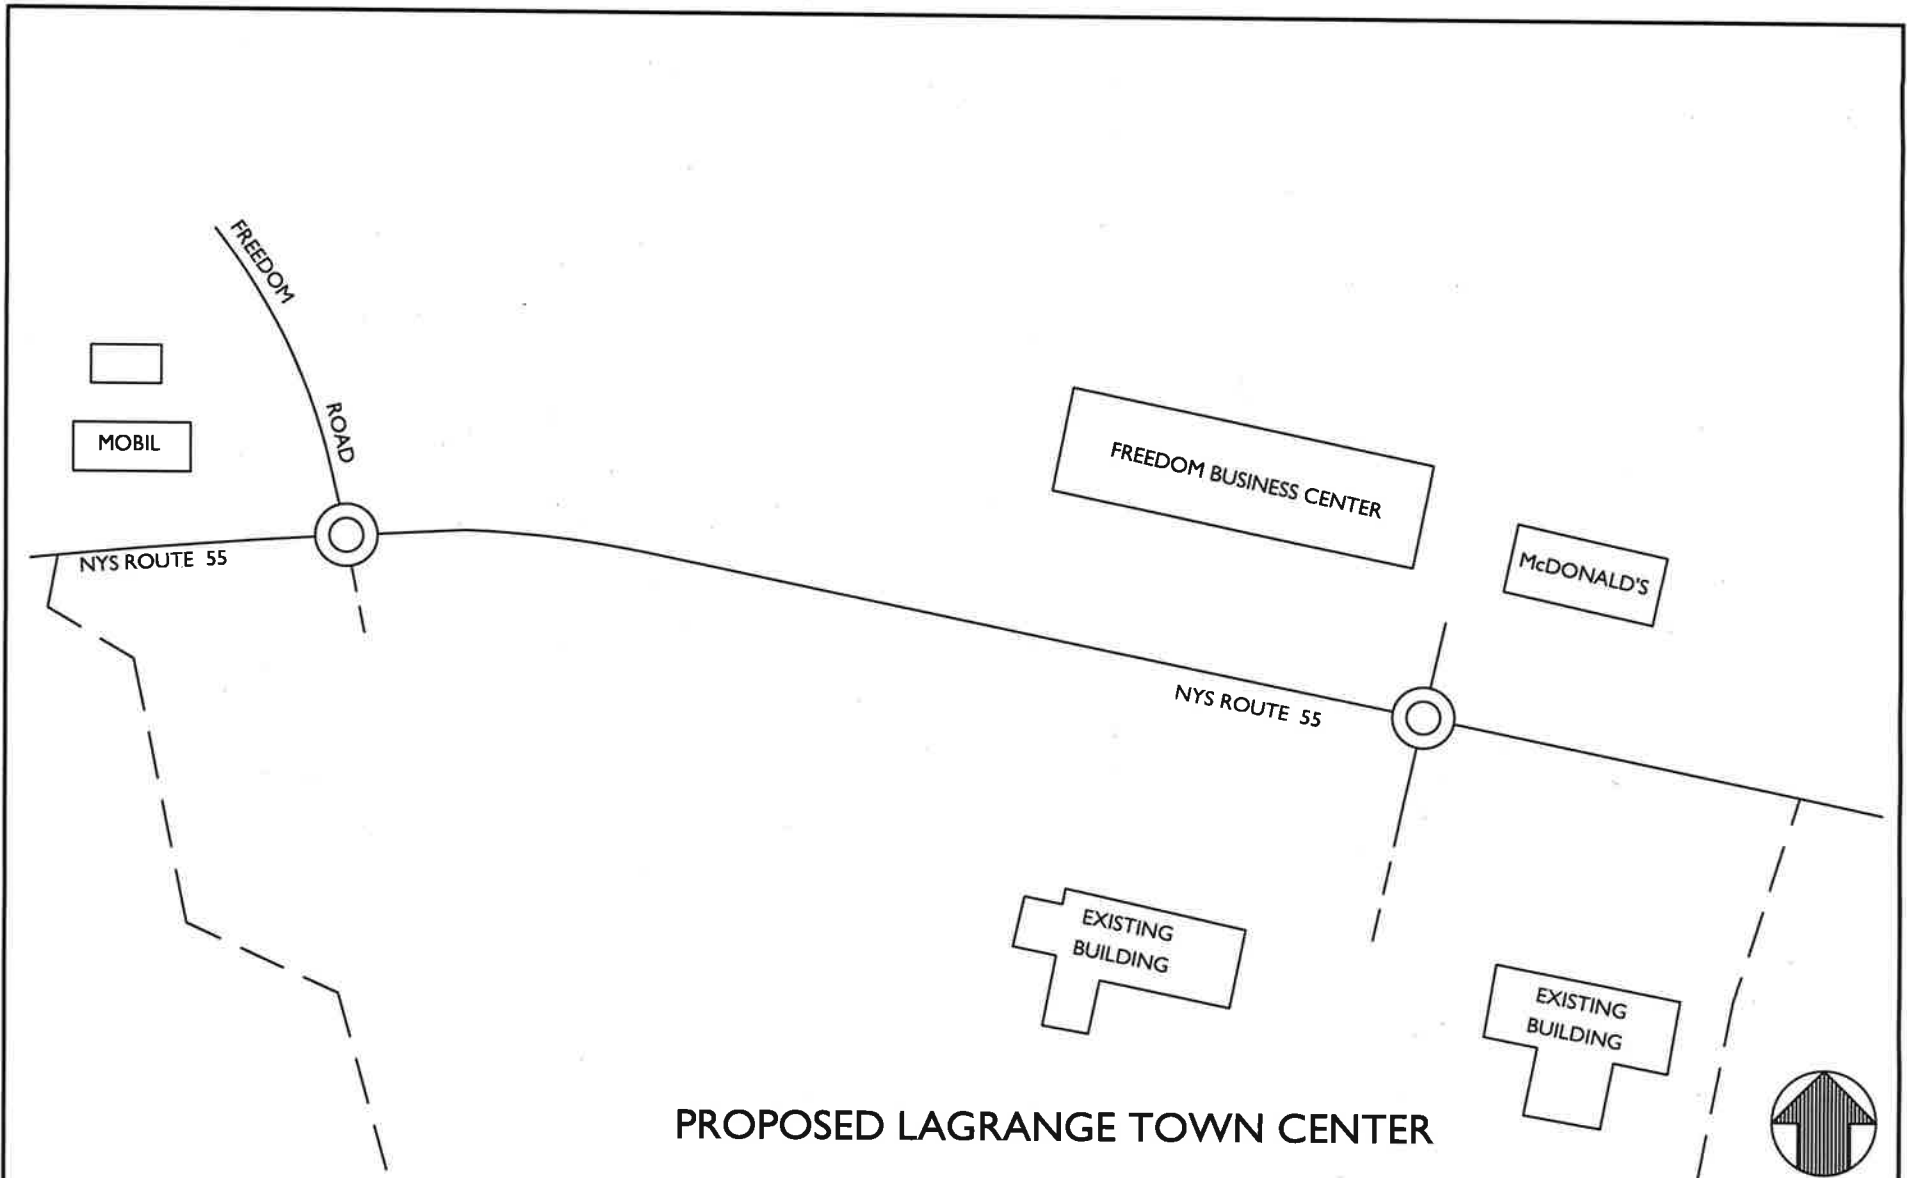 FREEDOM
ROAD
MOBIL
NYS ROUTE 55
FREEDOM BUSINESS CENTER
McDONALD'S
NYS ROUTE 55
EXISTING
BUILDING
EXISTING
BUILDING
PROPOSED LAGRANGE TOWN CENTER